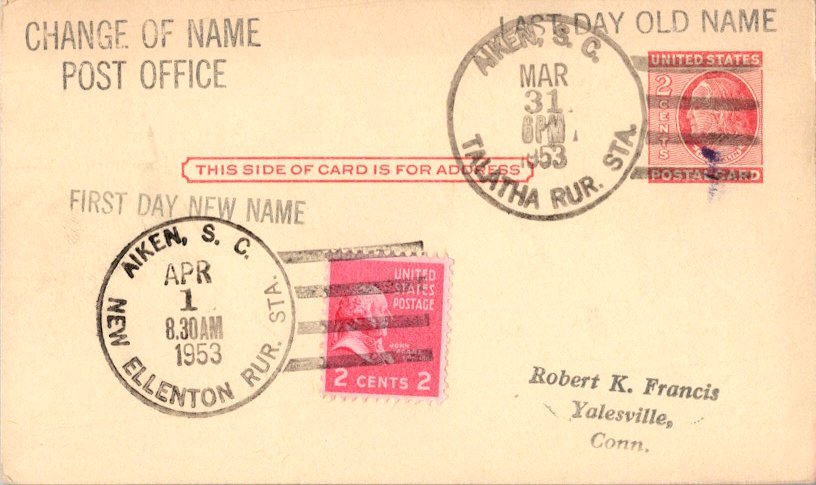 CHANGE OF NAME
POST OFFICE
LAST DAY OLD NAME
AIKEN, S. C.
MAR
31
6PM
1953
TALATHA RUR. STA.
UNITED STATES
2 CENTS
POSTAL CARD
THIS SIDE OF CARD IS FOR ADDRESS
FIRST DAY NEW NAME
AIKEN, S. C.
APR
1
8.30AM
1953
NEW ELLENTON RUR. STA.
UNITED
STATES
POSTAGE
JOHN
2 CENTS 2
Robert K. Francis
Yalesville,
Conn.